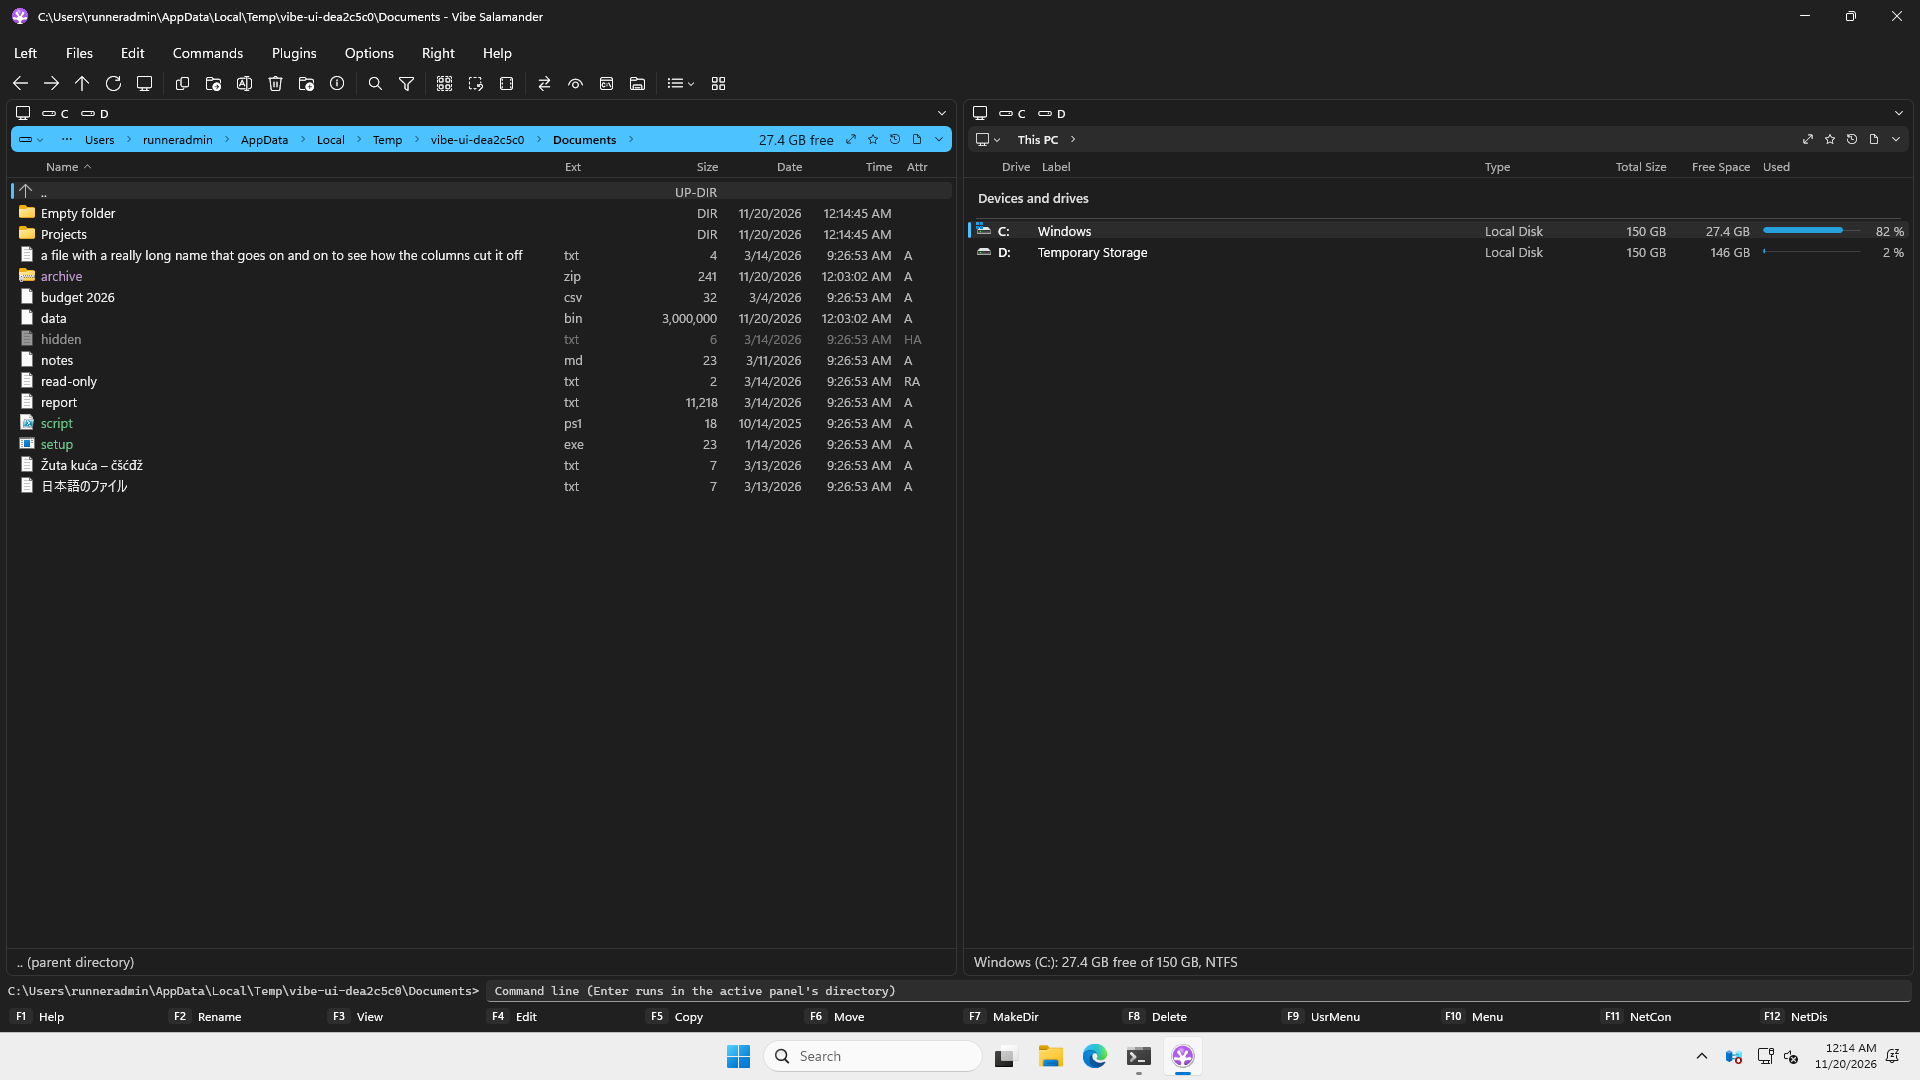 C:\Users\runneradmin\AppData\Local\Temp\vibe-ui-dea2c5c0\Documents - Vibe Salamander
Left Files Edit Commands Plugins Options Right Help
C D
··· Users runneradmin AppData Local Temp vibe-ui-dea2c5c0 Documents 27.4 GB free
Name Ext Size Date Time Attr
.. UP-DIR
Empty folder DIR 11/20/2026 12:14:45 AM
Projects DIR 11/20/2026 12:14:45 AM
a file with a really long name that goes on and on to see how the columns cut it off txt 4 3/14/2026 9:26:53 AM A
archive zip 241 11/20/2026 12:03:02 AM A
budget 2026 csv 32 3/4/2026 9:26:53 AM A
data bin 3,000,000 11/20/2026 12:03:02 AM A
hidden txt 6 3/14/2026 9:26:53 AM HA
notes md 23 3/11/2026 9:26:53 AM A
read-only txt 2 3/14/2026 9:26:53 AM RA
report txt 11,218 3/14/2026 9:26:53 AM A
script ps1 18 10/14/2025 9:26:53 AM A
setup exe 23 1/14/2026 9:26:53 AM A
Žuta kuća – čšćđž txt 7 3/13/2026 9:26:53 AM A
日本語のファイル txt 7 3/13/2026 9:26:53 AM A
.. (parent directory)
C D
This PC
Drive Label Type Total Size Free Space Used
Devices and drives
C: Windows Local Disk 150 GB 27.4 GB 82 %
D: Temporary Storage Local Disk 150 GB 146 GB 2 %
Windows (C:): 27.4 GB free of 150 GB, NTFS
C:\Users\runneradmin\AppData\Local\Temp\vibe-ui-dea2c5c0\Documents> Command line (Enter runs in the active panel's directory)
F1 Help F2 Rename F3 View F4 Edit F5 Copy F6 Move F7 MakeDir F8 Delete F9 UsrMenu F10 Menu F11 NetCon F12 NetDis
Search
12:14 AM
11/20/2026